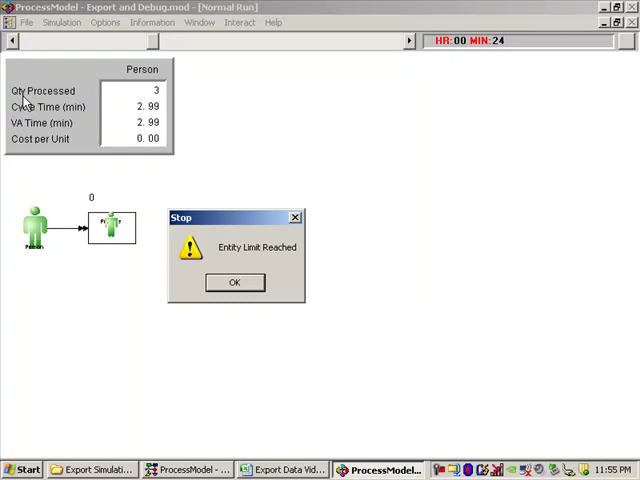 ProcessModel - Export and Debug.mod - [Normal Run]
File Simulation Options Information Window Interact Help
HR:00 MIN:24
Person
Qty Processed 3
Cycle Time (min) 2.99
VA Time (min) 2.99
Cost per Unit 0.00
0
Person
Stop
Entity Limit Reached
OK
Start Export Simulati... ProcessModel - ... Export Data Vid... ProcessModel... 11:55 PM